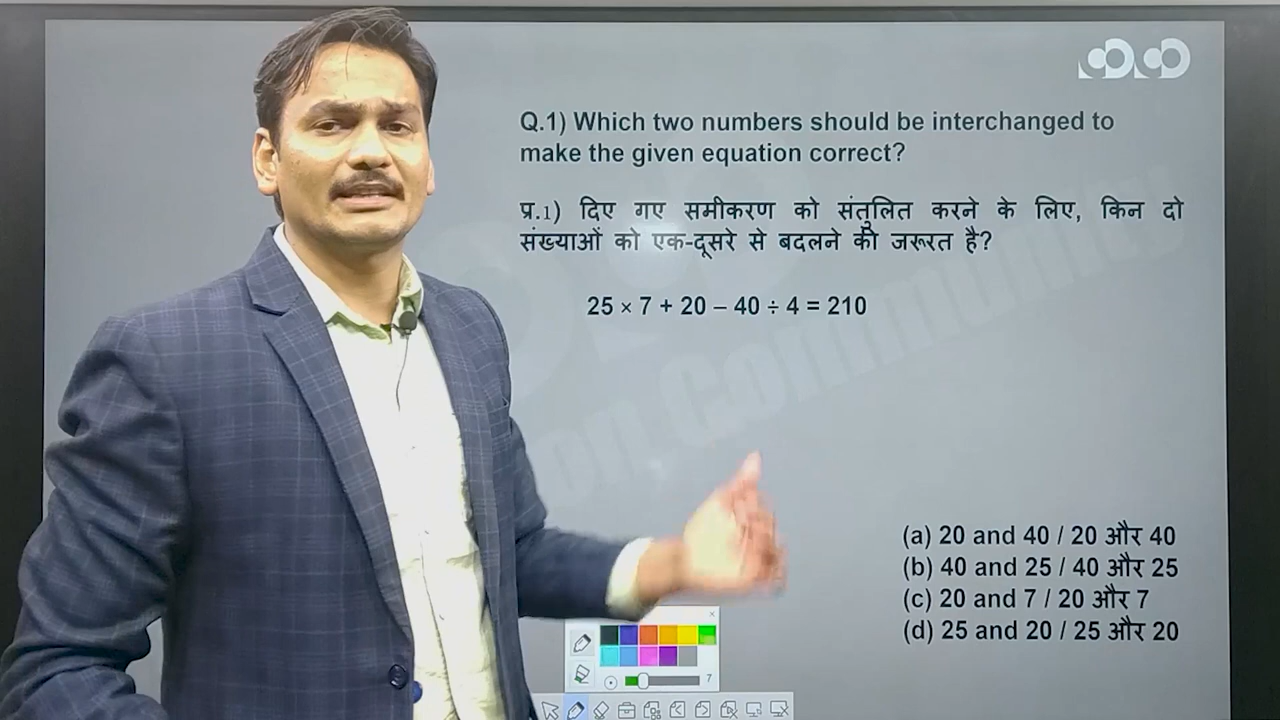 Q.1) Which two numbers should be interchanged to
make the given equation correct?
प्र.1) दिए गए समीकरण को संतुलित करने के लिए, किन दो
संख्याओं को एक-दूसरे से बदलने की जरूरत है?
25 × 7 + 20 – 40 ÷ 4 = 210
(a) 20 and 40 / 20 और 40
(b) 40 and 25 / 40 और 25
(c) 20 and 7 / 20 और 7
(d) 25 and 20 / 25 और 20
7